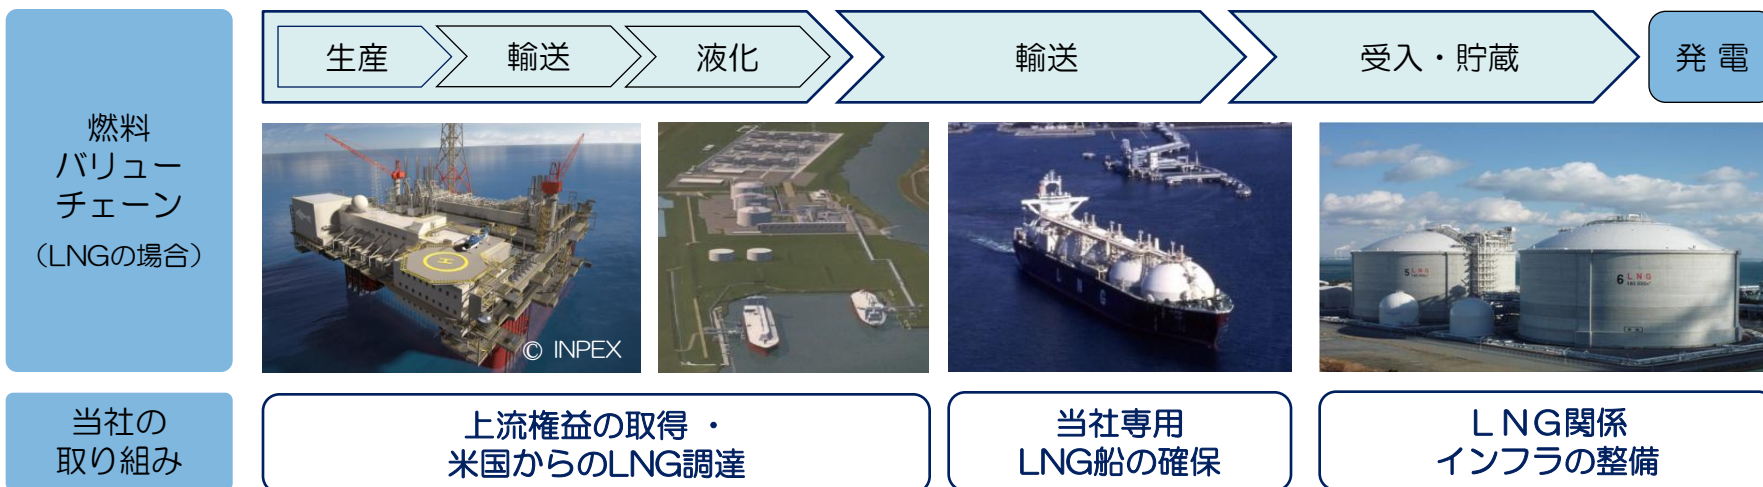 燃料
バリュー
チェーン
（LNGの場合）
生産
輸送
液化
輸送
受入・貯蔵
発 電
© INPEX
L N G
5 LNG
6 LNG
当社の
取り組み
上流権益の取得 ・
米国からのLNG調達
当社専用
LNG船の確保
ＬＮＧ関係
インフラの整備